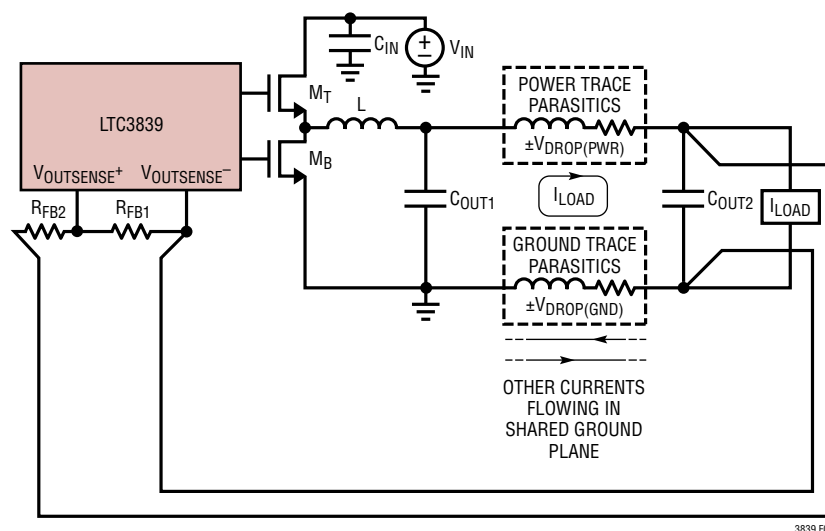 CIN
+
−
VIN
LTC3839
VOUTSENSE+
VOUTSENSE−
RFB2
RFB1
MT
MB
L
COUT1
POWER TRACE
PARASITICS
±VDROP(PWR)
ILOAD
GROUND TRACE
PARASITICS
±VDROP(GND)
COUT2
ILOAD
OTHER CURRENTS
FLOWING IN
SHARED GROUND
PLANE
3839